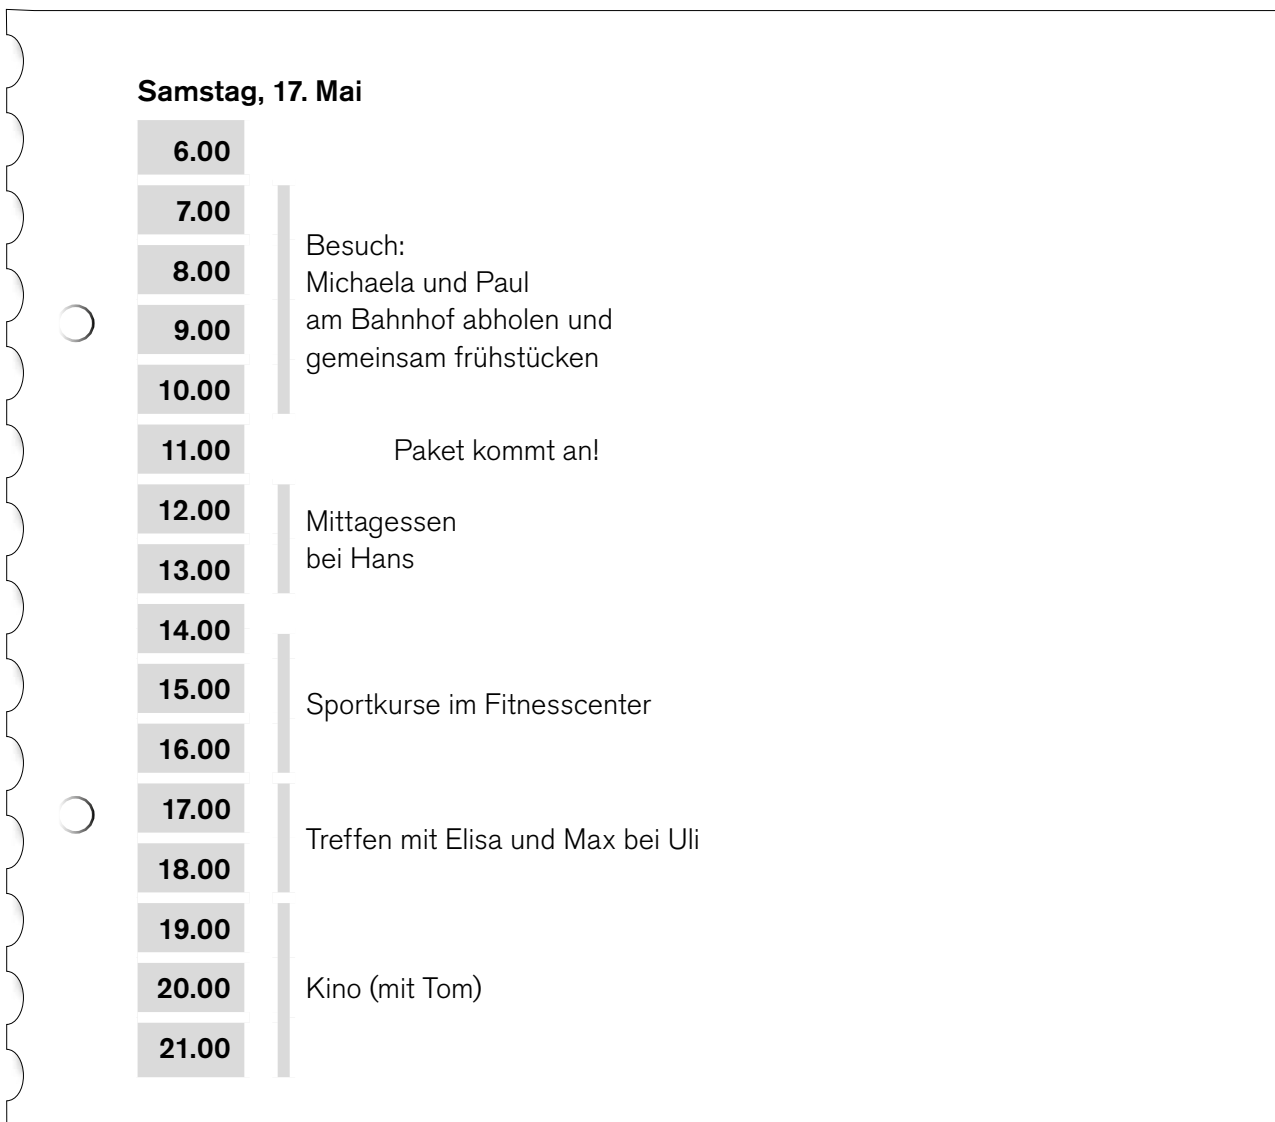 Samstag, 17. Mai
6.00
7.00
8.00
9.00
10.00
Besuch:
Michaela und Paul
am Bahnhof abholen und
gemeinsam frühstücken
11.00 Paket kommt an!
12.00
13.00
Mittagessen
bei Hans
14.00
15.00
16.00
Sportkurse im Fitnesscenter
17.00
18.00
Treffen mit Elisa und Max bei Uli
19.00
20.00 Kino (mit Tom)
21.00